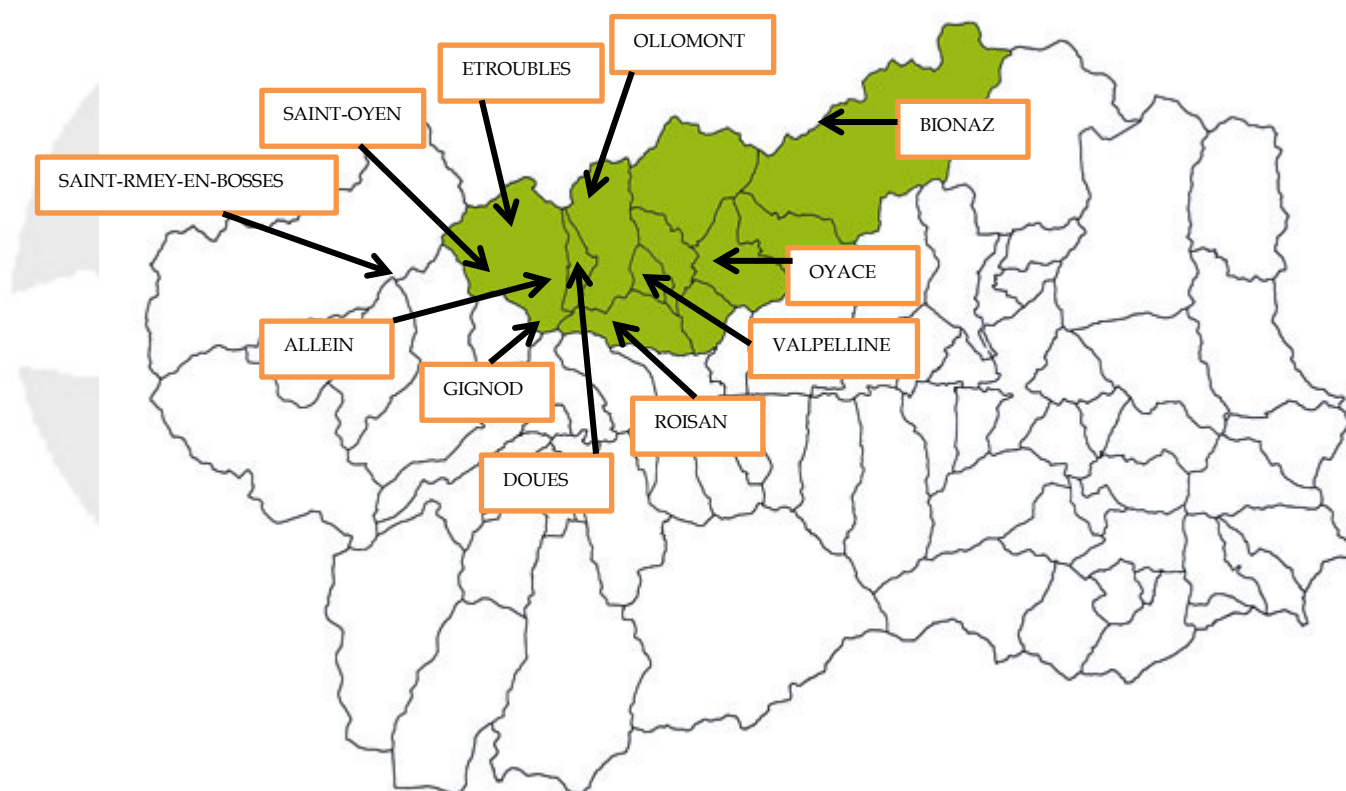 OLLOMONT
ETROUBLES
SAINT-OYEN
BIONAZ
SAINT-RMEY-EN-BOSSES
OYACE
ALLEIN
VALPELLINE
GIGNOD
ROISAN
DOUES